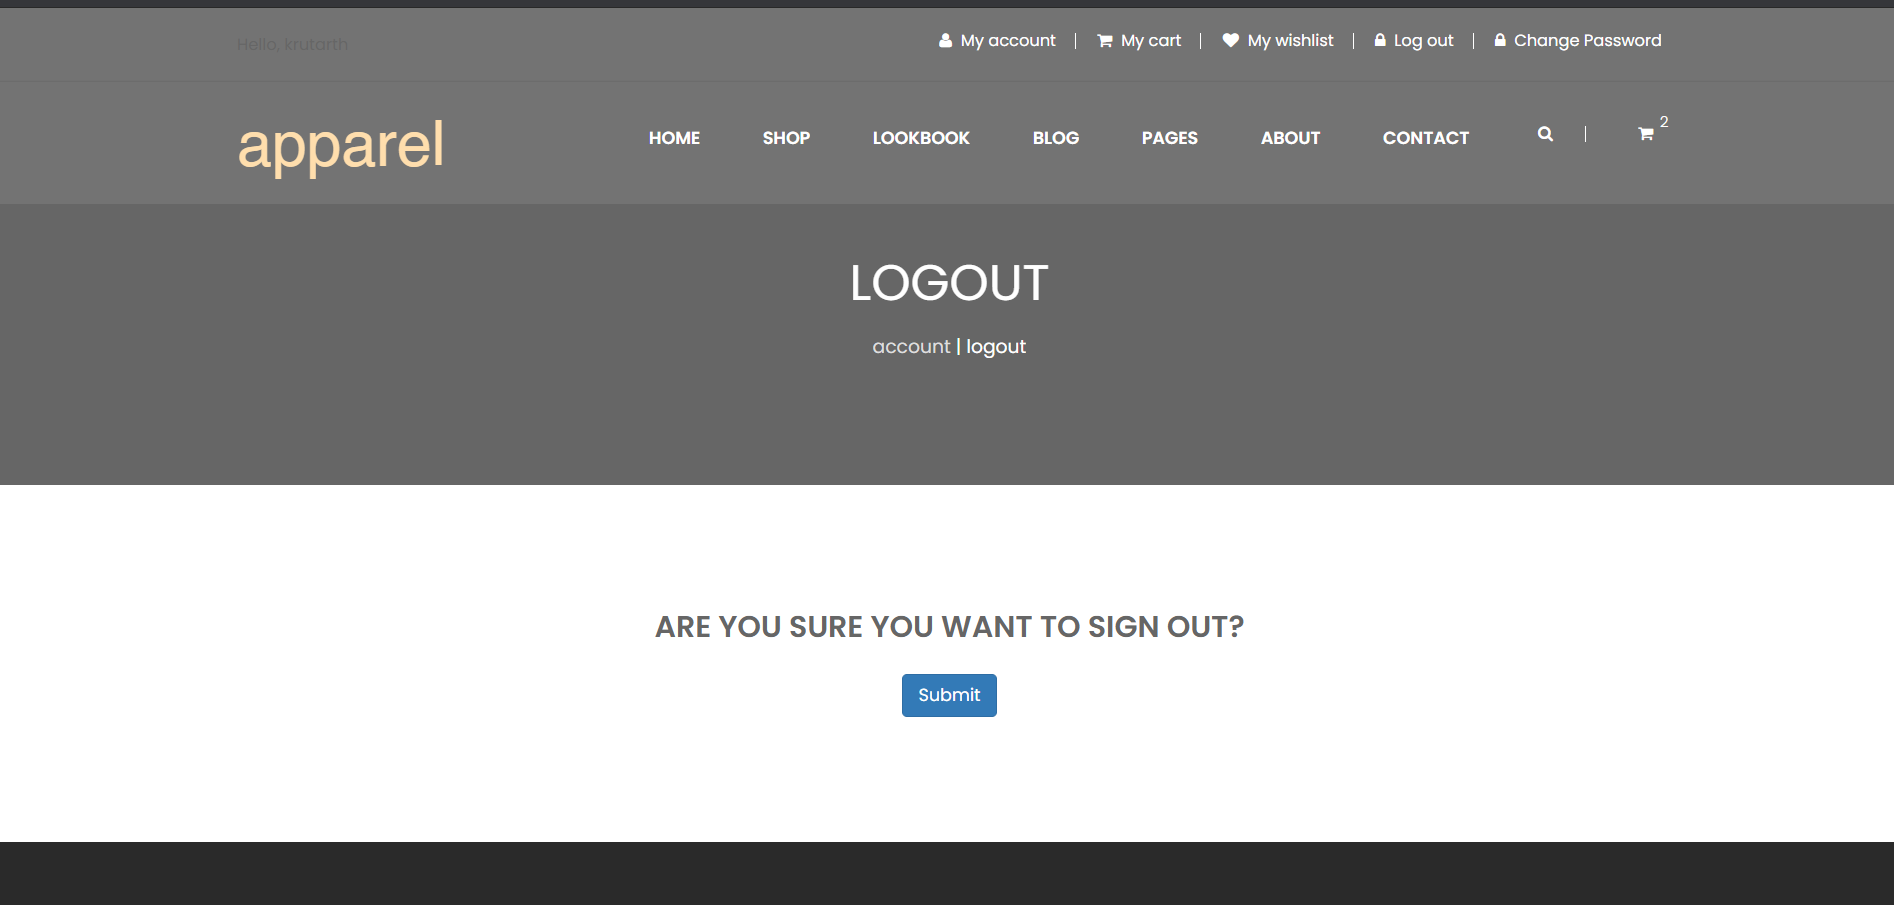 Hello, krutarth
My account | My cart | My wishlist | Log out | Change Password
apparel
HOME SHOP LOOKBOOK BLOG PAGES ABOUT CONTACT | 2
LOGOUT
account | logout
ARE YOU SURE YOU WANT TO SIGN OUT?
Submit